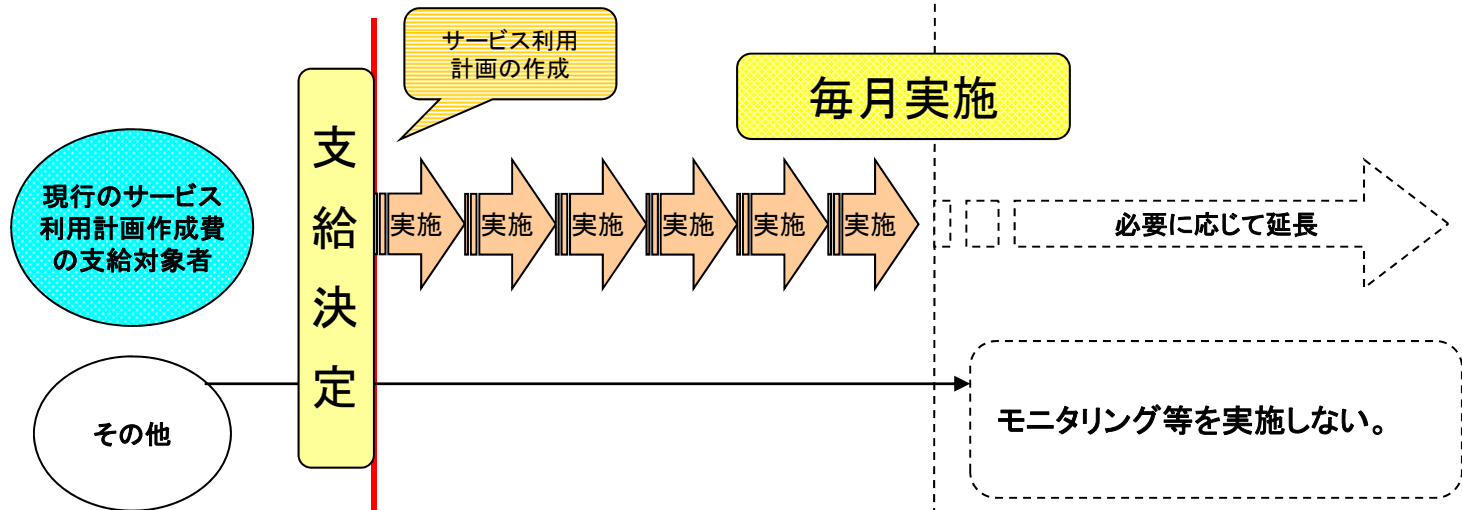 サービス利用
計画の作成
毎月実施
支
給
決
定
現行のサービス
利用計画作成費
の支給対象者
実施
実施
実施
実施
実施
実施
必要に応じて延長
その他
モニタリング等を実施しない。